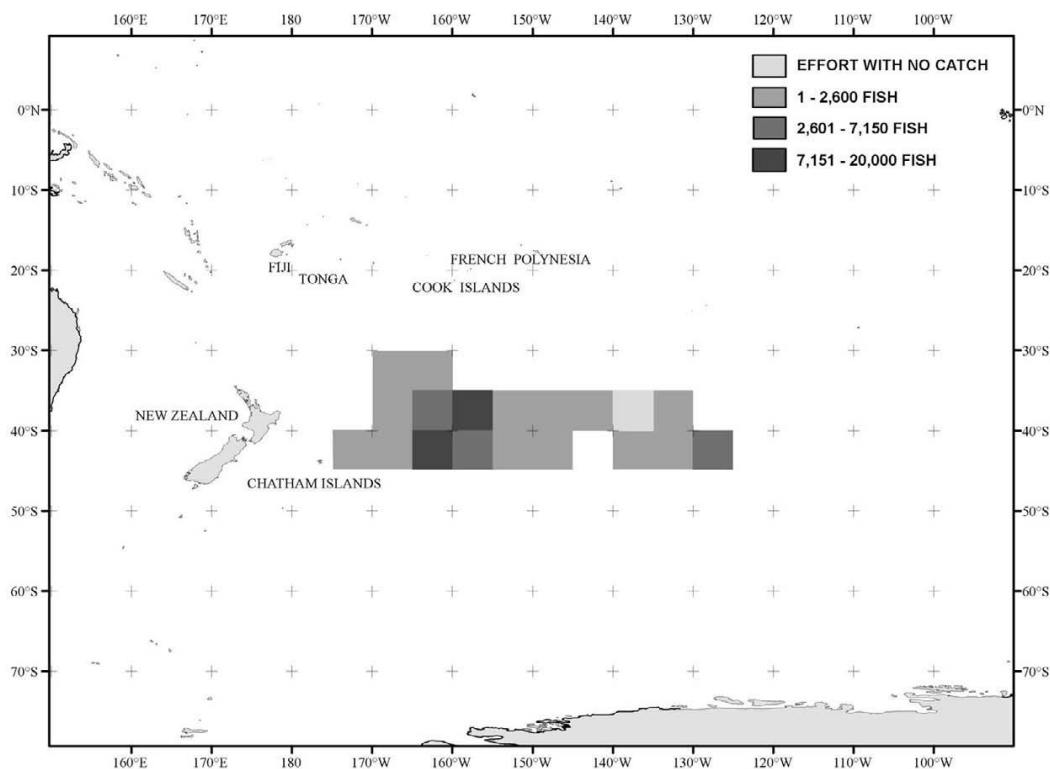 160°E 170°E 180 170°W 160°W 150°W 140°W 130°W 120°W 110°W 100°W
EFFORT WITH NO CATCH
1 - 2,600 FISH
2,601 - 7,150 FISH
7,151 - 20,000 FISH
0°N 0°N
10°S 10°S
FRENCH POLYNESIA
FIJI
TONGA
20°S 20°S
COOK ISLANDS
30°S 30°S
NEW ZEALAND
40°S 40°S
CHATHAM ISLANDS
50°S 50°S
60°S 60°S
70°S 70°S
160°E 170°E 180 170°W 160°W 150°W 140°W 130°W 120°W 110°W 100°W